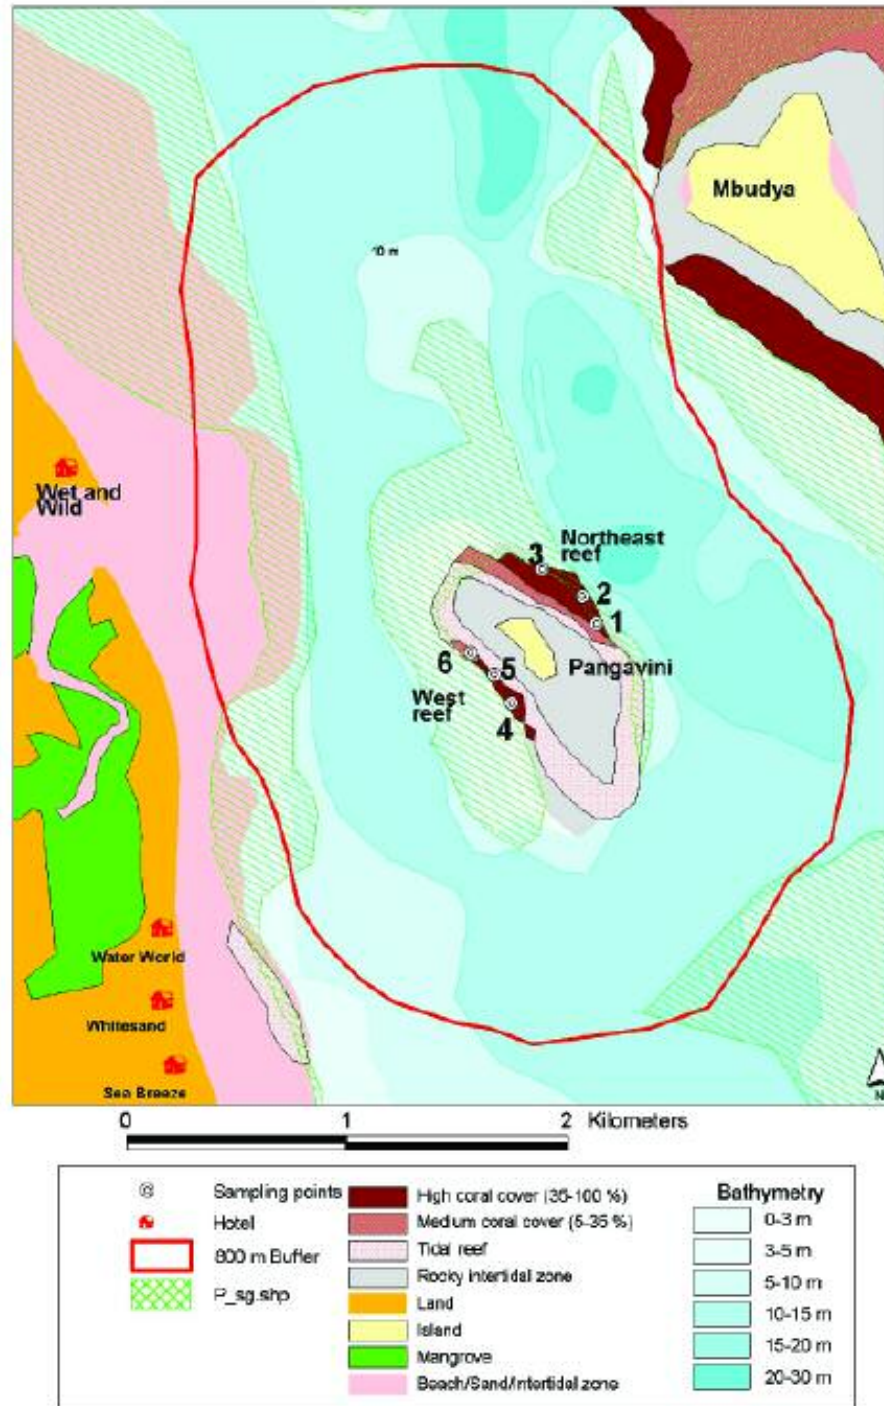 Mbudya
10 m
Wet and
Wild
3
Northeast
reef
2
1
6
5
Pangavini
West
reef
4
Water World
Whitesand
Sea Breeze
N
0 1 2 Kilometers
Sampling points
Hotell
800 m Buffer
P_sg.shp
High coral cover (35-100 %)
Medium coral cover (5-35 %)
Tidal reef
Rocky intertidal zone
Land
Island
Mangrove
Beach/Sand/Intertidal zone
Bathymetry
0-3 m
3-5 m
5-10 m
10-15 m
15-20 m
20-30 m